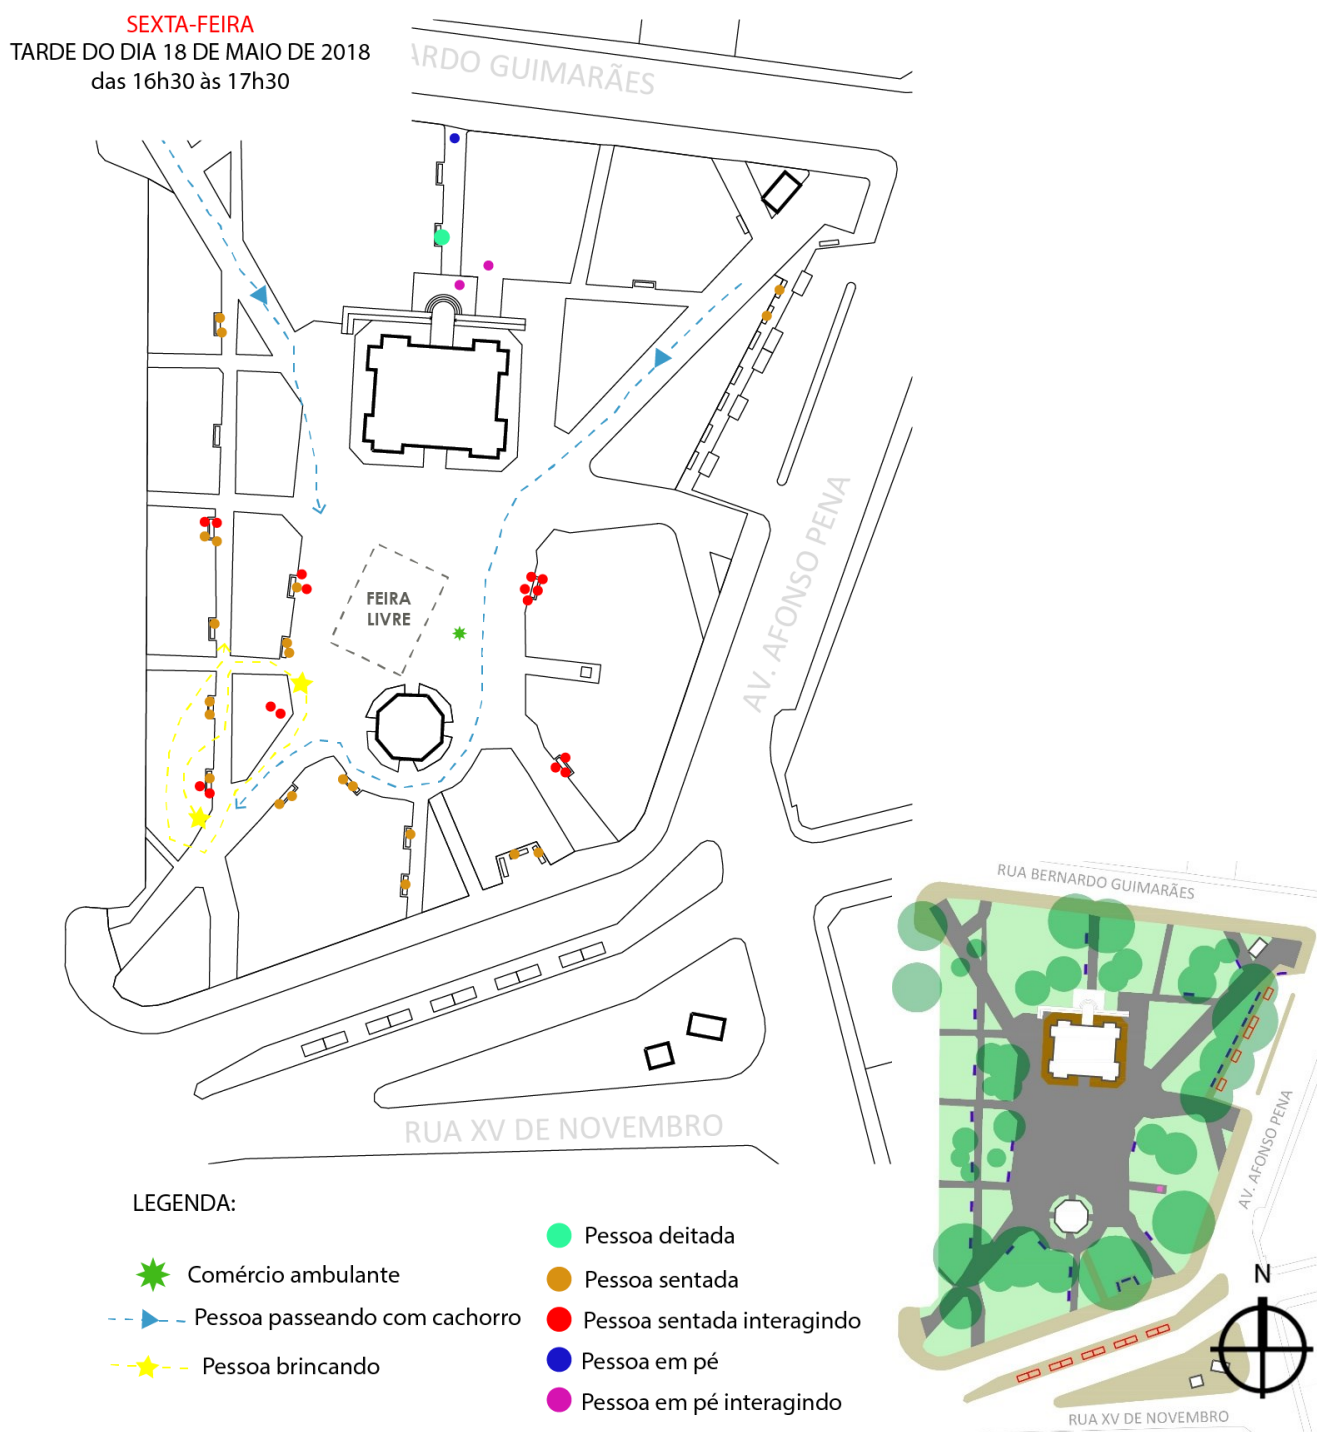 SEXTA-FEIRA
TARDE DO DIA 18 DE MAIO DE 2018
das 16h30 às 17h30
ARDO GUIMARÃES
FEIRA
LIVRE
AV. AFONSO PENA
RUA XV DE NOVEMBRO
RUA BERNARDO GUIMARÃES
AV. AFONSO PENA
N
RUA XV DE NOVEMBRO
LEGENDA:
Comércio ambulante
Pessoa passeando com cachorro
Pessoa brincando
Pessoa deitada
Pessoa sentada
Pessoa sentada interagindo
Pessoa em pé
Pessoa em pé interagindo